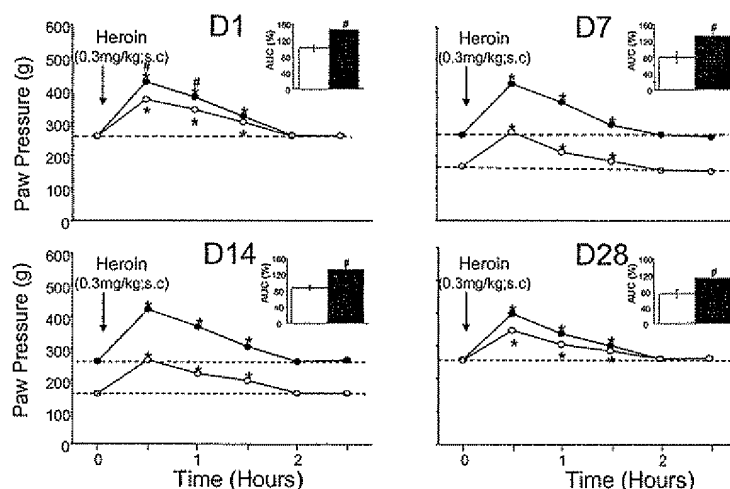 D1
Heroin
(0.3mg/kg;s.c)
Paw Pressure (g)
600
500
400
300
200
100
0
AUC (%)
160
120
80
40
0
#
#
*
#
*
*
*
*
*
D7
Heroin
(0.3mg/kg;s.c)
AUC (%)
160
120
80
40
0
#
*
*
*
*
*
*
D14
Heroin
(0.3mg/kg;s.c)
Paw Pressure (g)
600
500
400
300
200
100
0
AUC (%)
160
120
80
40
0
#
*
*
*
*
*
*
0 1 2
Time (Hours)
D28
Heroin
(0.3mg/kg;s.c)
AUC (%)
160
120
80
40
0
#
*
*
*
*
*
*
0 1 2
Time (Hours)